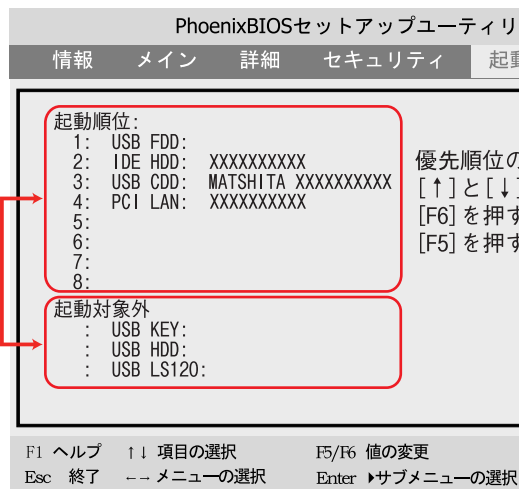 PhoenixBIOSセットアップユーティリ
情報 メイン 詳細 セキュリティ 起動
起動順位:
1: USB FDD:
2: IDE HDD: XXXXXXXXXX
3: USB CDD: MATSHITA XXXXXXXXXX
4: PCI LAN: XXXXXXXXXX
5:
6:
7:
8:
起動対象外
: USB KEY:
: USB HDD:
: USB LS120:
優先順位の
[↑]と[↓]
[F6]を押す
[F5]を押す
F1 ヘルプ ↑↓ 項目の選択 F5/F6 値の変更
Esc 終了 ←→ メニューの選択 Enter ▶サブメニューの選択